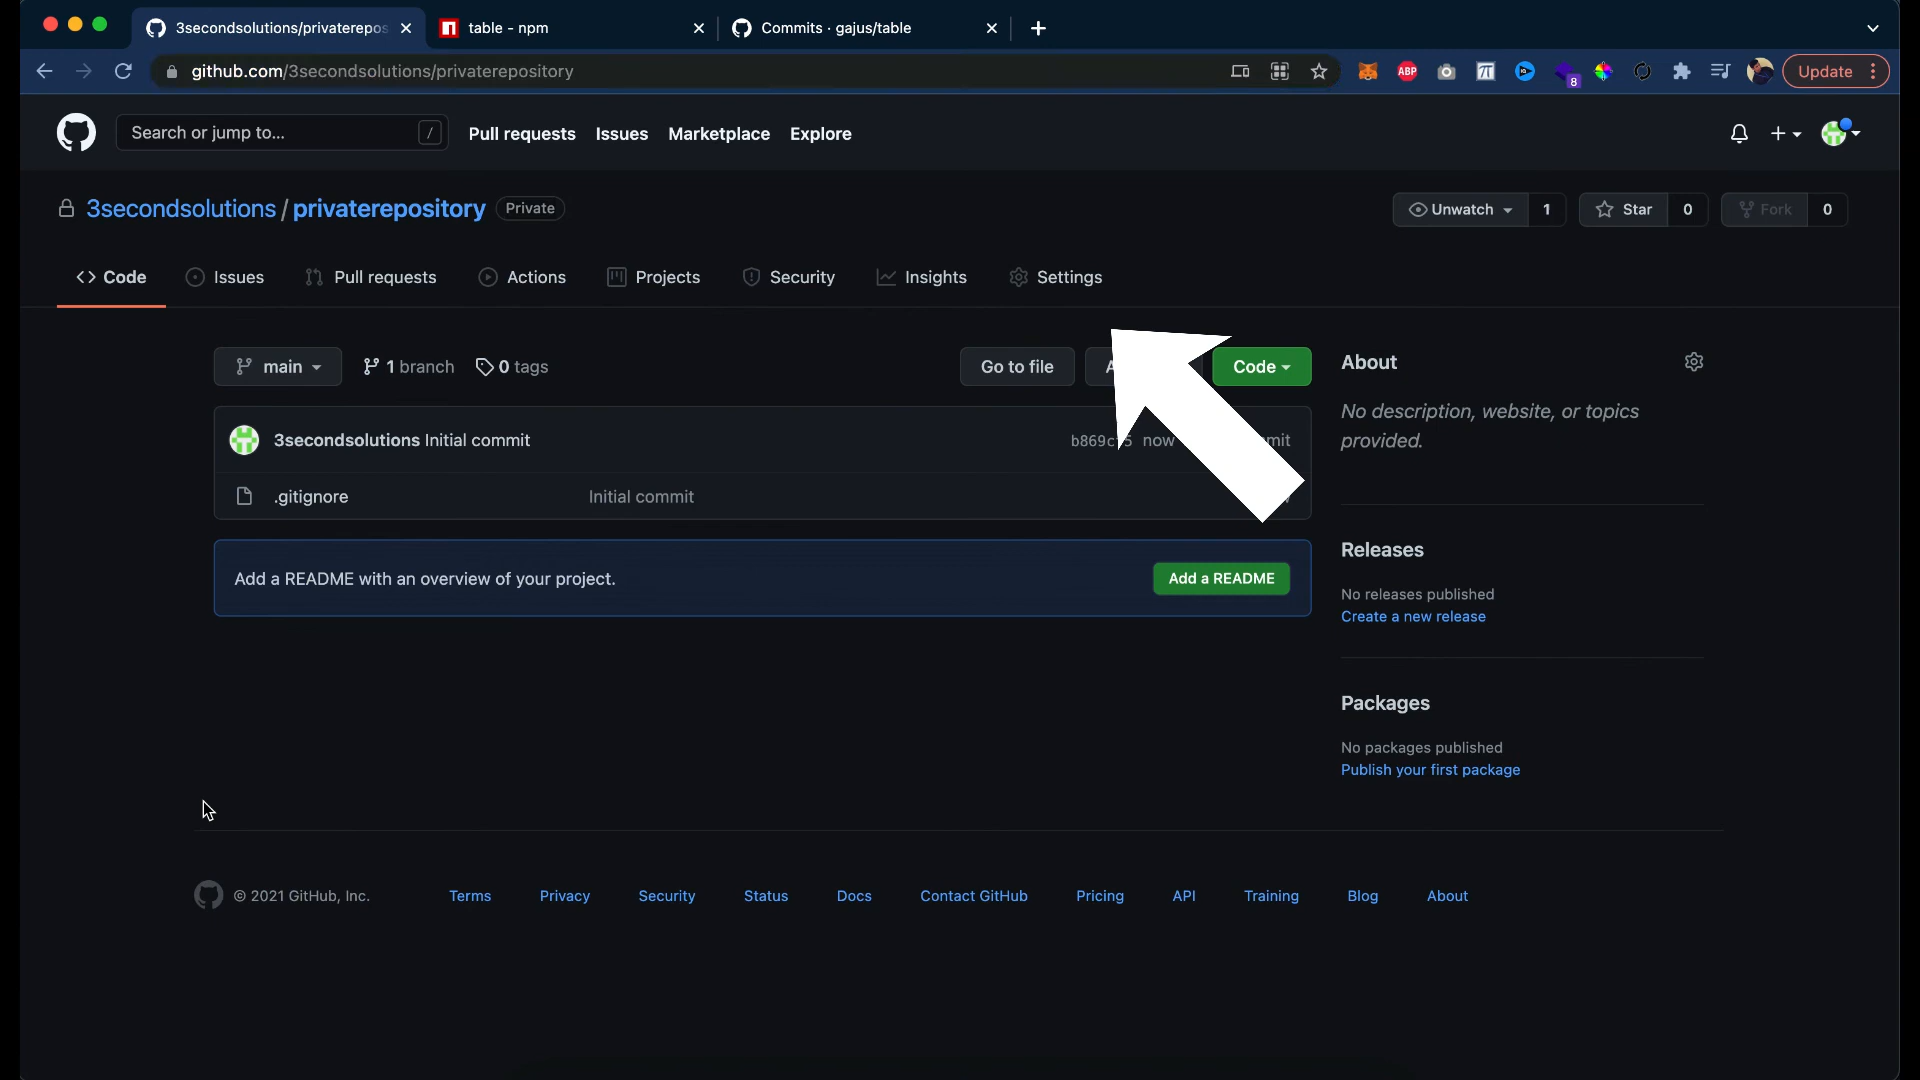 3secondsolutions/privaterepos
table - npm
Commits · gajus/table
github.com/3secondsolutions/privaterepository
ABP
8
Update
Search or jump to...
/
Pull requests
Issues
Marketplace
Explore
3secondsolutions / privaterepository
Private
Unwatch 1
Star 0
Fork 0
Code
Issues
Pull requests
Actions
Projects
Security
Insights
Settings
main
1 branch
0 tags
Go to file
Code
About
No description, website, or topics
provided.
3secondsolutions Initial commit
now
.gitignore
Initial commit
Add a README with an overview of your project.
Add a README
Releases
No releases published
Create a new release
Packages
No packages published
Publish your first package
© 2021 GitHub, Inc.
Terms
Privacy
Security
Status
Docs
Contact GitHub
Pricing
API
Training
Blog
About